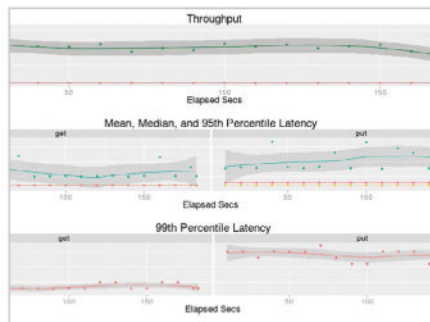 Throughput
50 100 150
Elapsed Secs
Mean, Median, and 95th Percentile Latency
get put
100 150 50 100
Elapsed Secs
99th Percentile Latency
get put
100 150 50 100
Elapsed Secs